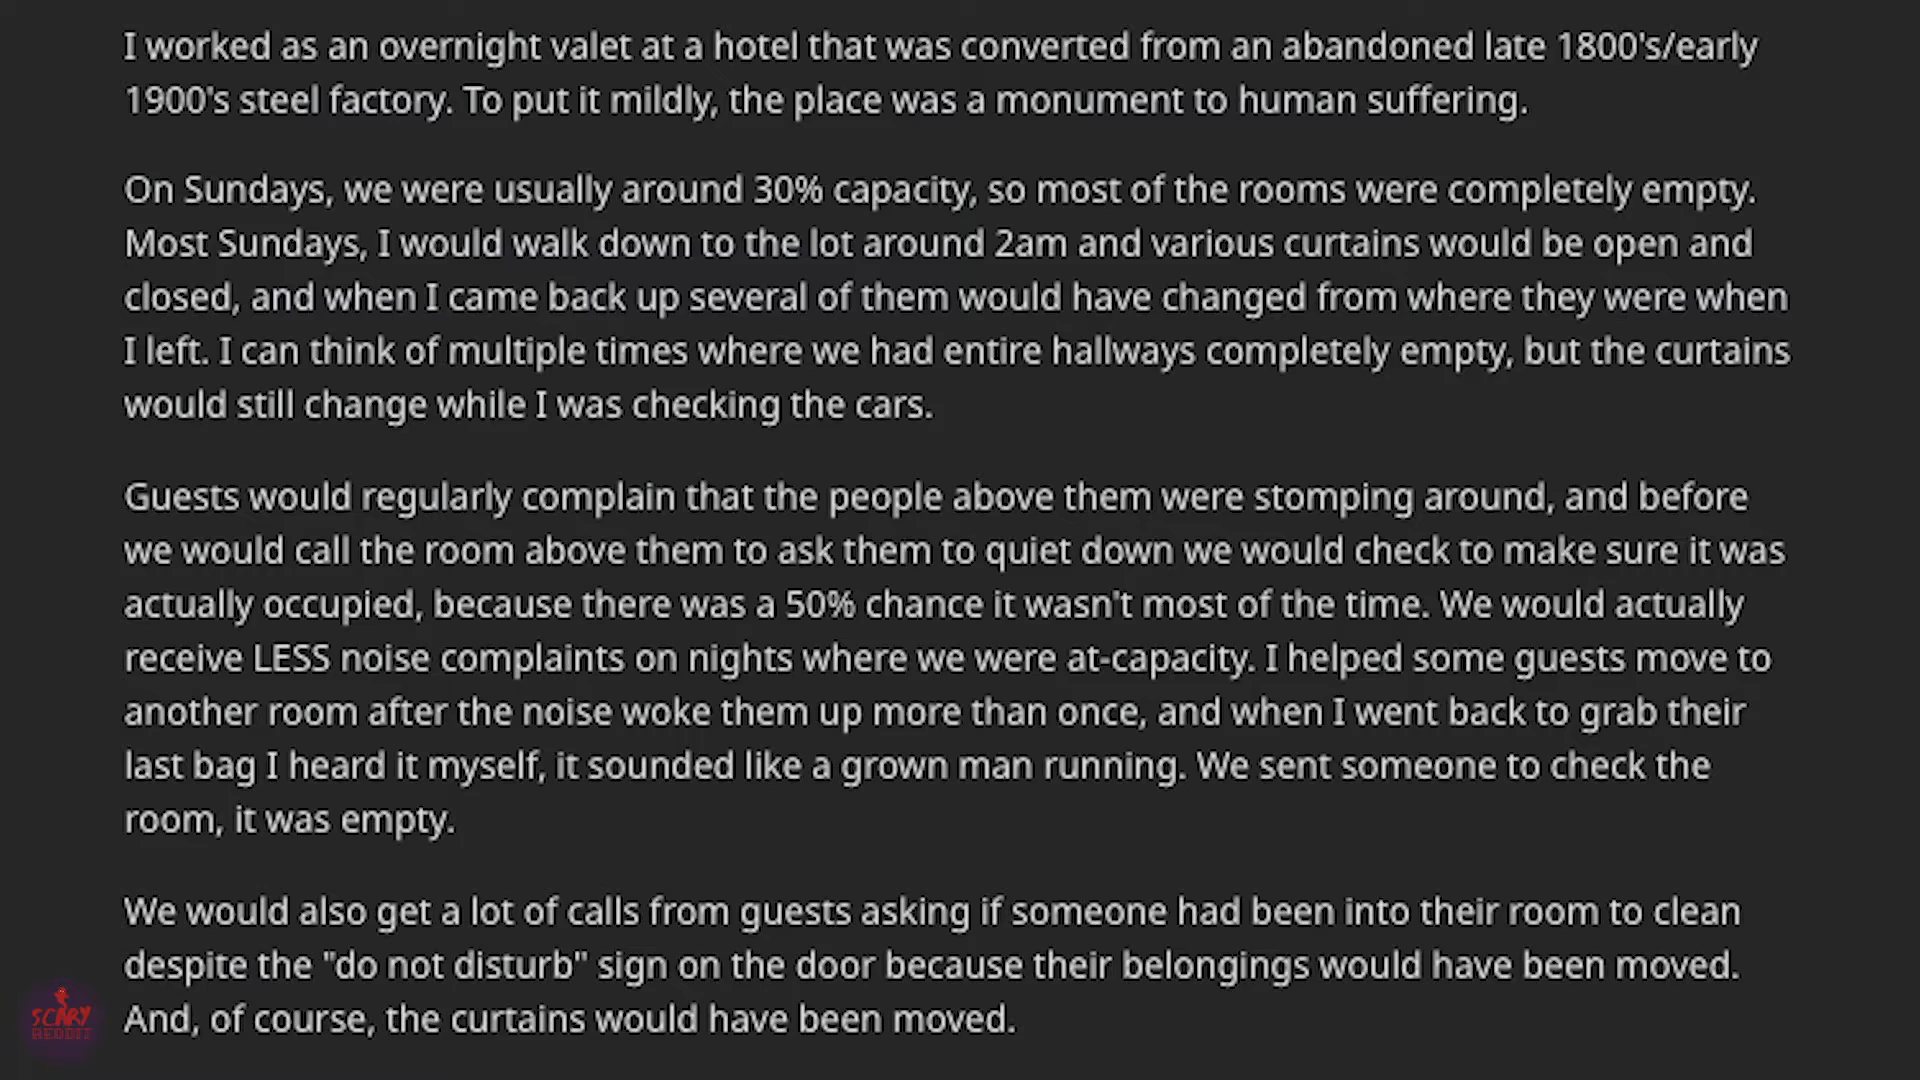 I worked as an overnight valet at a hotel that was converted from an abandoned late 1800's/early
1900's steel factory. To put it mildly, the place was a monument to human suffering.
On Sundays, we were usually around 30% capacity, so most of the rooms were completely empty.
Most Sundays, I would walk down to the lot around 2am and various curtains would be open and
closed, and when I came back up several of them would have changed from where they were when
I left. I can think of multiple times where we had entire hallways completely empty, but the curtains
would still change while I was checking the cars.
Guests would regularly complain that the people above them were stomping around, and before
we would call the room above them to ask them to quiet down we would check to make sure it was
actually occupied, because there was a 50% chance it wasn't most of the time. We would actually
receive LESS noise complaints on nights where we were at-capacity. I helped some guests move to
another room after the noise woke them up more than once, and when I went back to grab their
last bag I heard it myself, it sounded like a grown man running. We sent someone to check the
room, it was empty.
We would also get a lot of calls from guests asking if someone had been into their room to clean
despite the "do not disturb" sign on the door because their belongings would have been moved.
And, of course, the curtains would have been moved.
SCARY
REDDIT